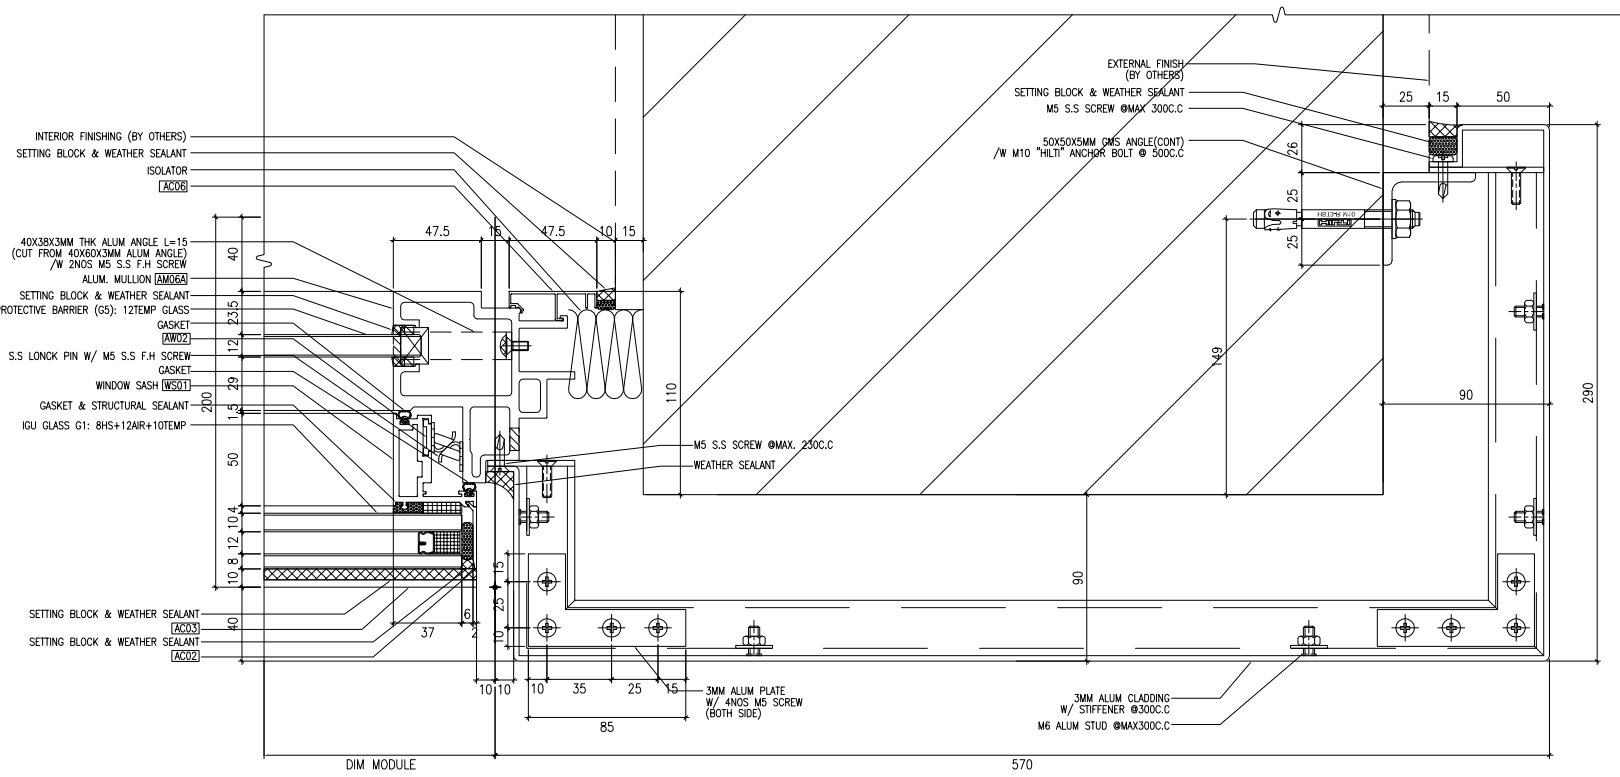 EXTERNAL FINISH
(BY OTHERS)
SETTING BLOCK & WEATHER SEALANT
M5 S.S SCREW @MAX 300C.C
50X50X5MM GMS ANGLE(CONT)
/W M10 "HILTI" ANCHOR BOLT @ 500C.C
25
15
50
26
25
25
149
90
290
INTERIOR FINISHING (BY OTHERS)
SETTING BLOCK & WEATHER SEALANT
ISOLATOR
AC06
40X38X3MM THK ALUM ANGLE L=15
(CUT FROM 40X60X3MM ALUM ANGLE)
/W 2NOS M5 S.S F.H SCREW
ALUM. MULLION AM06A
SETTING BLOCK & WEATHER SEALANT
PROTECTIVE BARRIER (G5): 12TEMP GLASS
GASKET
AW02
S.S LONCK PIN W/ M5 S.S F.H SCREW
GASKET
WINDOW SASH WS01
GASKET & STRUCTURAL SEALANT
IGU GLASS G1: 8HS+12AIR+10TEMP
47.5
15
47.5
10
15
40
23.5
12
29
1.5
50
4
10
12
8
10
40
200
110
HILTI
M5 S.S SCREW @MAX. 230C.C
WEATHER SEALANT
SETTING BLOCK & WEATHER SEALANT
AC03
SETTING BLOCK & WEATHER SEALANT
AC02
37
6
2
15
25
10
90
10
10
10
35
25
15
85
3MM ALUM PLATE
W/ 4NOS M5 SCREW
(BOTH SIDE)
3MM ALUM CLADDING
W/ STIFFENER @300C.C
M6 ALUM STUD @MAX300C.C
DIM MODULE
570